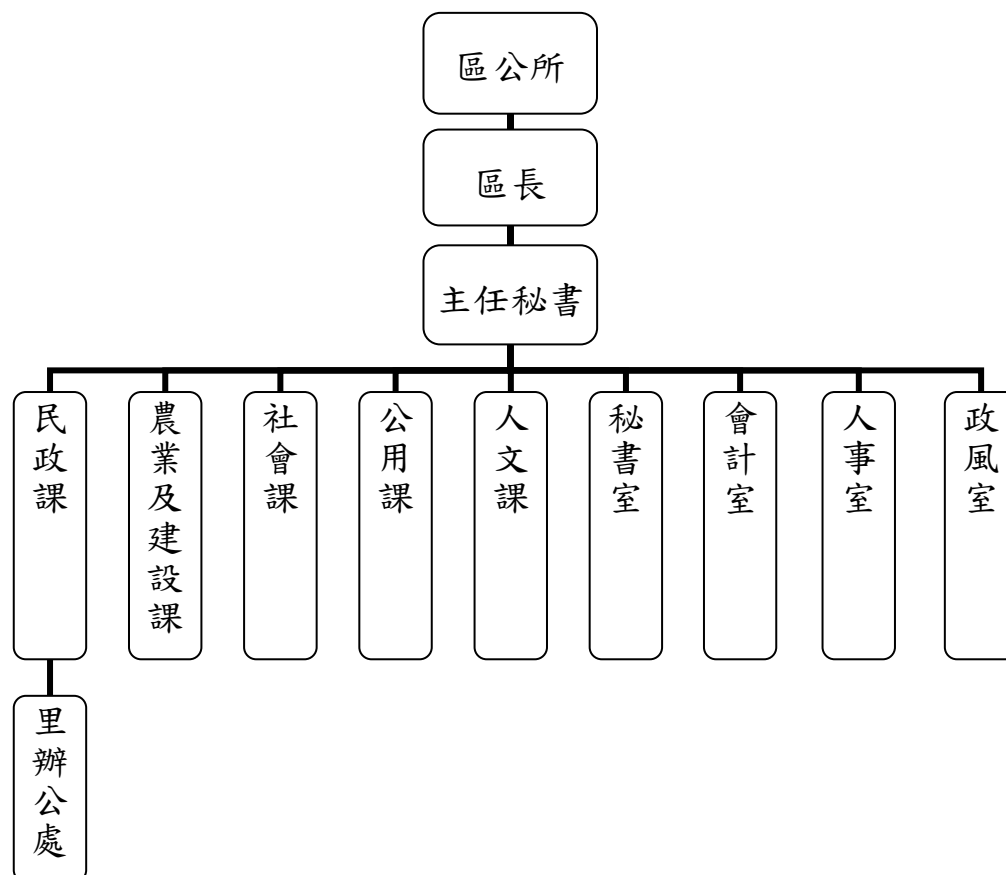 區公所
區長
主任秘書
民政課
農業及建設課
社會課
公用課
人文課
秘書室
會計室
人事室
政風室
里辦公處